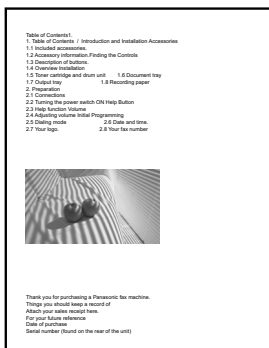 Table of Contents1.
1. Table of Contents / Introduction and Installation Accessories
1.1 Included accessories.
1.2 Accessory information.Finding the Controls
1.3 Description of buttons.
1.4 Overview Installation
1.5 Toner cartridge and drum unit 1.6 Document tray
1.7 Output tray 1.8 Recording paper
2. Preparation
2.1 Connections
2.2 Turning the power switch ON Help Button
2.3 Help function Volume
2.4 Adjusting volume Initial Programming
2.5 Dialing mode 2.6 Date and time.
2.7 Your logo. 2.8 Your fax number
Thank you for purchasing a Panasonic fax machine.
Things you should keep a record of
Attach your sales receipt here.
For your future reference
Date of purchase
Serial number (found on the rear of the unit)